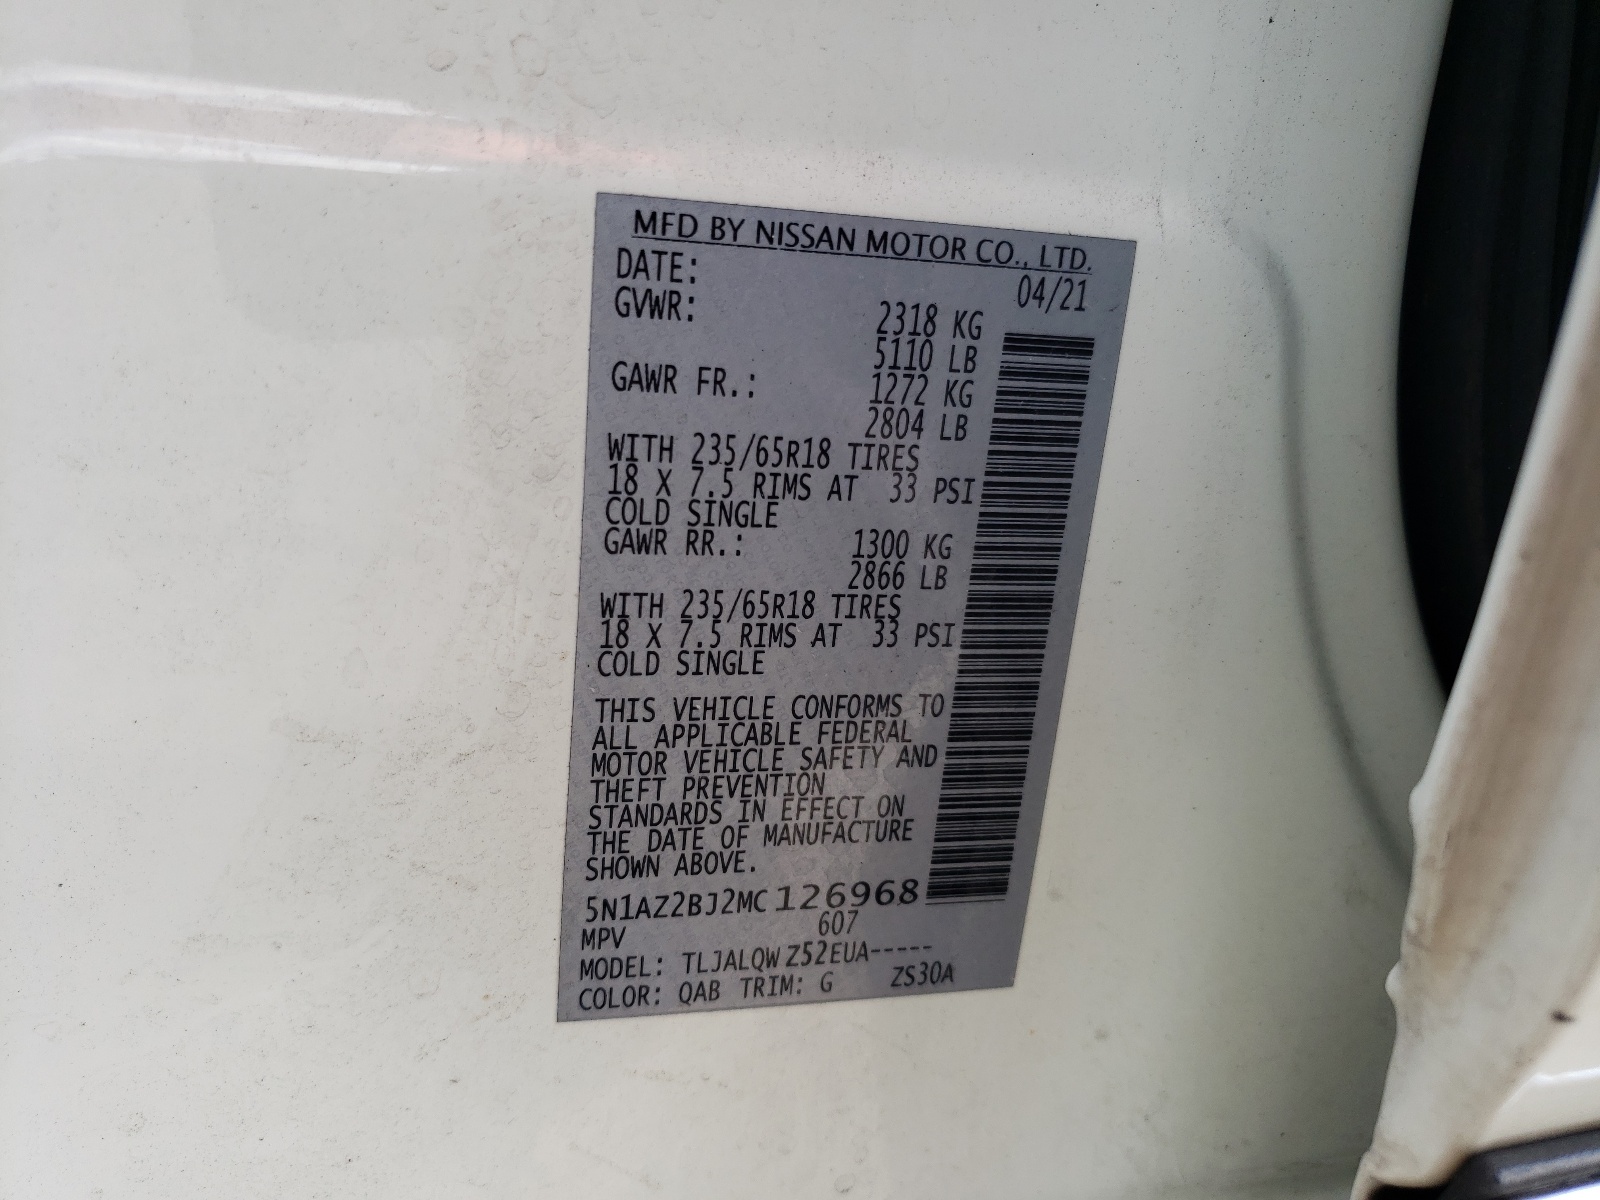 MFD BY NISSAN MOTOR CO., LTD.
DATE: 04/21
GVWR: 2318 KG
5110 LB
GAWR FR.: 1272 KG
2804 LB
WITH 235/65R18 TIRES
18 X 7.5 RIMS AT 33 PSI
COLD SINGLE
GAWR RR.: 1300 KG
2866 LB
WITH 235/65R18 TIRES
18 X 7.5 RIMS AT 33 PSI
COLD SINGLE
THIS VEHICLE CONFORMS TO
ALL APPLICABLE FEDERAL
MOTOR VEHICLE SAFETY AND
THEFT PREVENTION
STANDARDS IN EFFECT ON
THE DATE OF MANUFACTURE
SHOWN ABOVE.
5N1AZ2BJ2MC126968
MPV 607
MODEL: TLJALQW Z52EUA-----
COLOR: QAB TRIM: G ZS30A